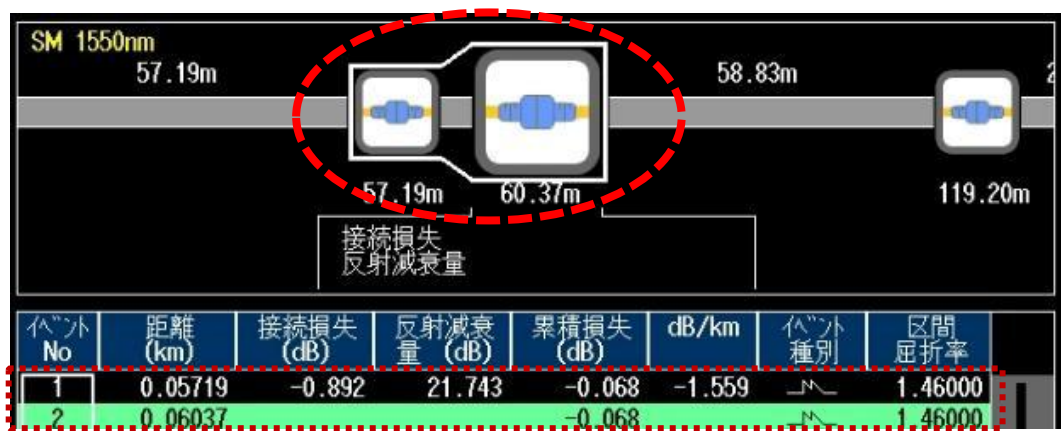 SM 1550nm
57.19m 58.83m 2
57.19m 60.37m 119.20m
接続損失
反射減衰量
ｲﾍﾞﾝﾄ No 距離 (km) 接続損失 (dB) 反射減衰量 (dB) 累積損失 (dB) dB/km ｲﾍﾞﾝﾄ種別 区間屈折率
1 0.05719 -0.892 21.743 -0.068 -1.559 1.46000
2 0.06037 -0.068 1.46000